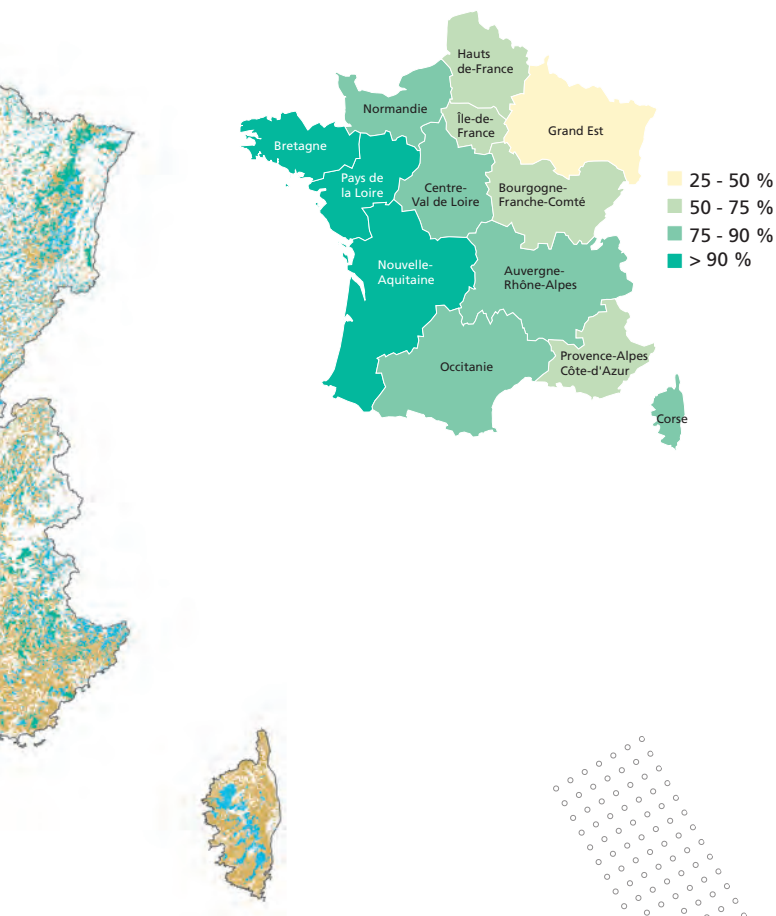 Hauts
de-France
Normandie
Île-de-
France
Grand Est
Bretagne
Pays de
la Loire
Centre-
Val de Loire
Bourgogne-
Franche-Comté
25 - 50 %
50 - 75 %
75 - 90 %
> 90 %
Nouvelle-
Aquitaine
Auvergne-
Rhône-Alpes
Occitanie
Provence-Alpes
Côte-d'Azur
Corse